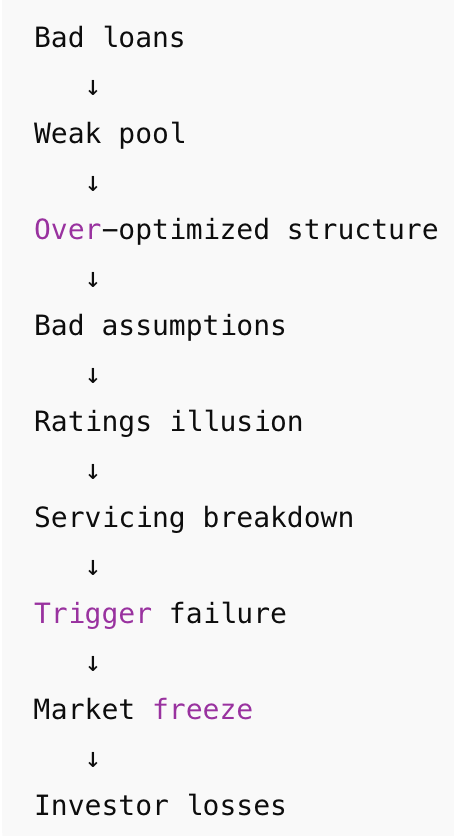 Bad loans
↓
Weak pool
↓
Over-optimized structure
↓
Bad assumptions
↓
Ratings illusion
↓
Servicing breakdown
↓
Trigger failure
↓
Market freeze
↓
Investor losses